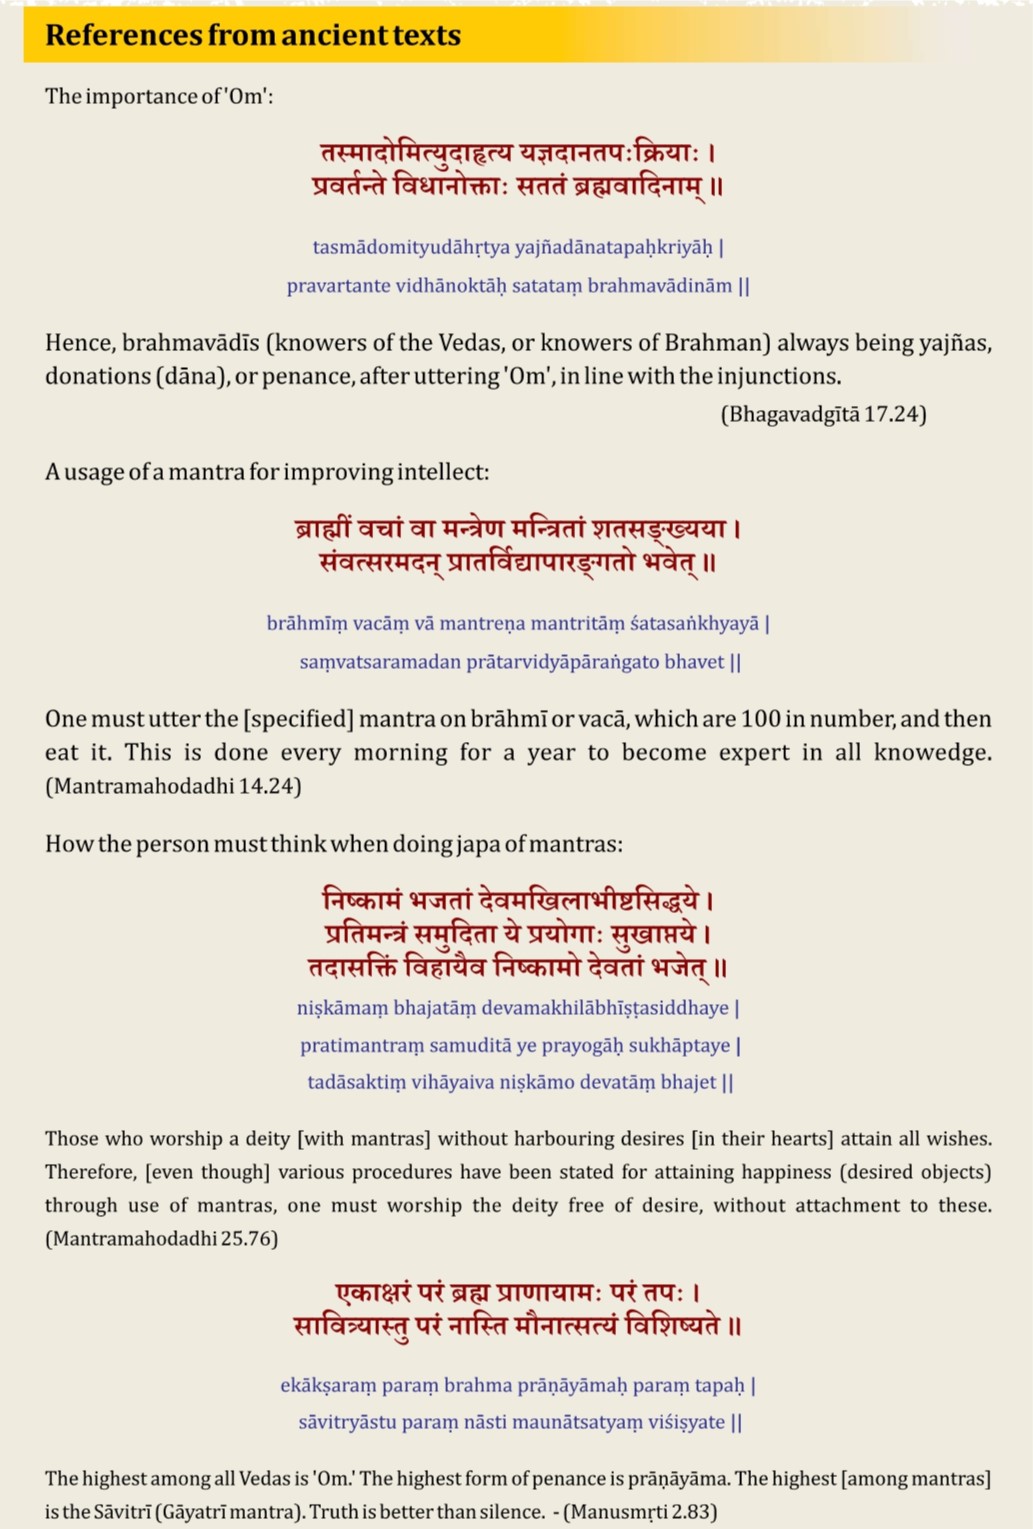 References from ancient texts
The importance of 'Om':
तस्मादोमित्युदाहृत्य यज्ञदानतपःक्रियाः ।
प्रवर्तन्ते विधानोक्ताः सततं ब्रह्मवादिनाम् ॥
tasmādomityudāhṛtya yajñadānatapaḥkriyāḥ |
pravartante vidhānoktāḥ satataṃ brahmavādinām ||
Hence, brahmavādīs (knowers of the Vedas, or knowers of Brahman) always being yajñas,
donations (dāna), or penance, after uttering 'Om', in line with the injunctions.
(Bhagavadgītā 17.24)
A usage of a mantra for improving intellect:
ब्राह्मीं वचां वा मन्त्रेण मन्त्रितां शतसङ्ख्यया ।
संवत्सरमदन् प्रातर्विद्यापारङ्गतो भवेत् ॥
brāhmīṃ vacāṃ vā mantreṇa mantritāṃ śatasaṅkhyayā |
saṃvatsaramadan prātarvidyāpāraṅgato bhavet ||
One must utter the [specified] mantra on brāhmī or vacā, which are 100 in number, and then
eat it. This is done every morning for a year to become expert in all knowedge.
(Mantramahodadhi 14.24)
How the person must think when doing japa of mantras:
निष्कामं भजतां देवमखिलाभीष्टसिद्धये ।
प्रतिमन्त्रं समुदिता ये प्रयोगाः सुखाप्तये ।
तदासक्तिं विहायैव निष्कामो देवतां भजेत् ॥
niṣkāmaṃ bhajatāṃ devamakhilābhīṣṭasiddhaye |
pratimantraṃ samuditā ye prayogāḥ sukhāptaye |
tadāsaktiṃ vihāyaiva niṣkāmo devatāṃ bhajet ||
Those who worship a deity [with mantras] without harbouring desires [in their hearts] attain all wishes.
Therefore, [even though] various procedures have been stated for attaining happiness (desired objects)
through use of mantras, one must worship the deity free of desire, without attachment to these.
(Mantramahodadhi 25.76)
एकाक्षरं परं ब्रह्म प्राणायामः परं तपः ।
सावित्र्यास्तु परं नास्ति मौनात्सत्यं विशिष्यते ॥
ekākṣaraṃ paraṃ brahma prāṇāyāmaḥ paraṃ tapaḥ |
sāvitryāstu paraṃ nāsti maunātsatyaṃ viśiṣyate ||
The highest among all Vedas is 'Om.' The highest form of penance is prāṇāyāma. The highest [among mantras]
is the Sāvitrī (Gāyatrī mantra). Truth is better than silence. - (Manusmṛti 2.83)